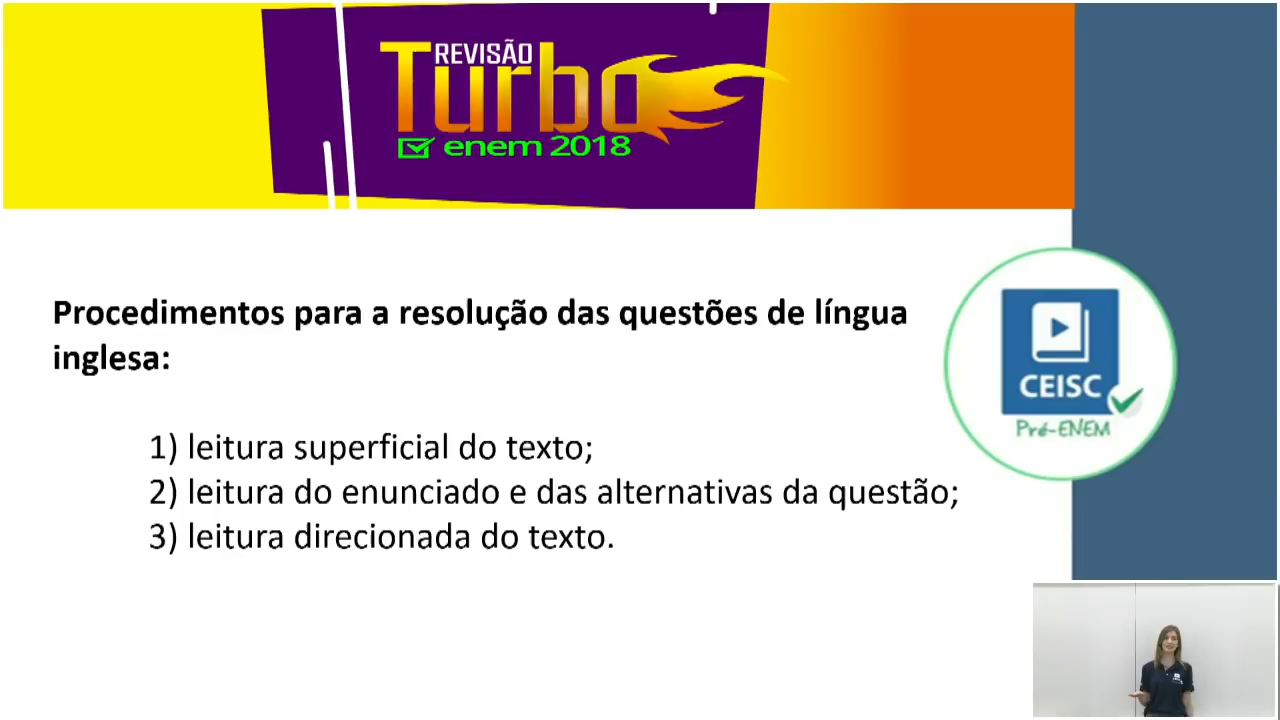 REVISÃO
Turbo
enem 2018
Procedimentos para a resolução das questões de língua
inglesa:
1) leitura superficial do texto;
2) leitura do enunciado e das alternativas da questão;
3) leitura direcionada do texto.
CEISC
Pré-ENEM